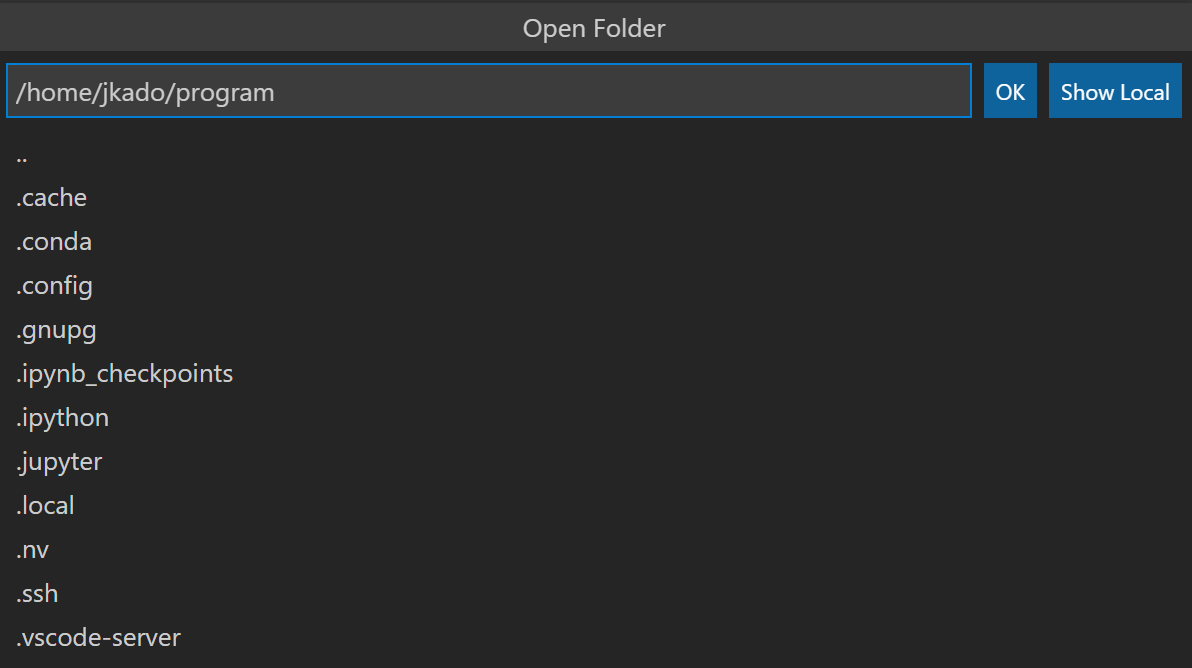 Open Folder
/home/jkado/program
OK
Show Local
..
.cache
.conda
.config
.gnupg
.ipynb_checkpoints
.ipython
.jupyter
.local
.nv
.ssh
.vscode-server